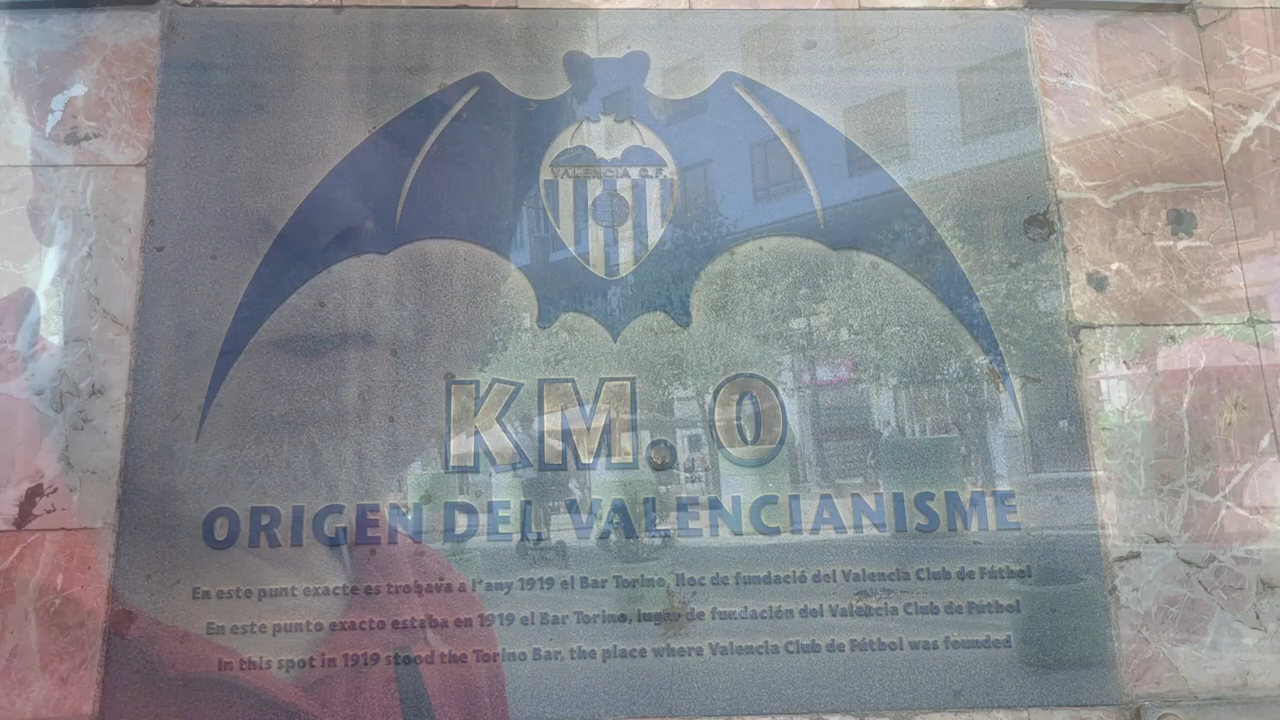 VALENCIA C.F.
KM. 0
ORIGEN DEL VALENCIANISME
En este punt exacte es trobava a l'any 1919 el Bar Torino, lloc de fundació del Valencia Club de Fútbol
En este punto exacto estaba en 1919 el Bar Torino, lugar de fundación del Valencia Club de Fútbol
In this spot in 1919 stood the Torino Bar, the place where Valencia Club de Fútbol was founded